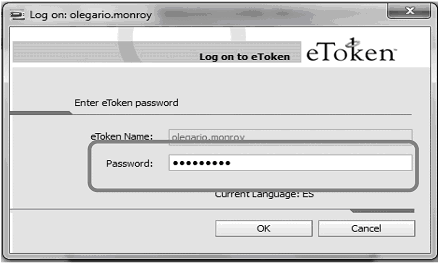 Log on: olegario.monroy
Log on to eToken eToken™
Enter eToken password
eToken Name: olegario.monroy
Password: •••••••••
Current Language: ES
OK Cancel